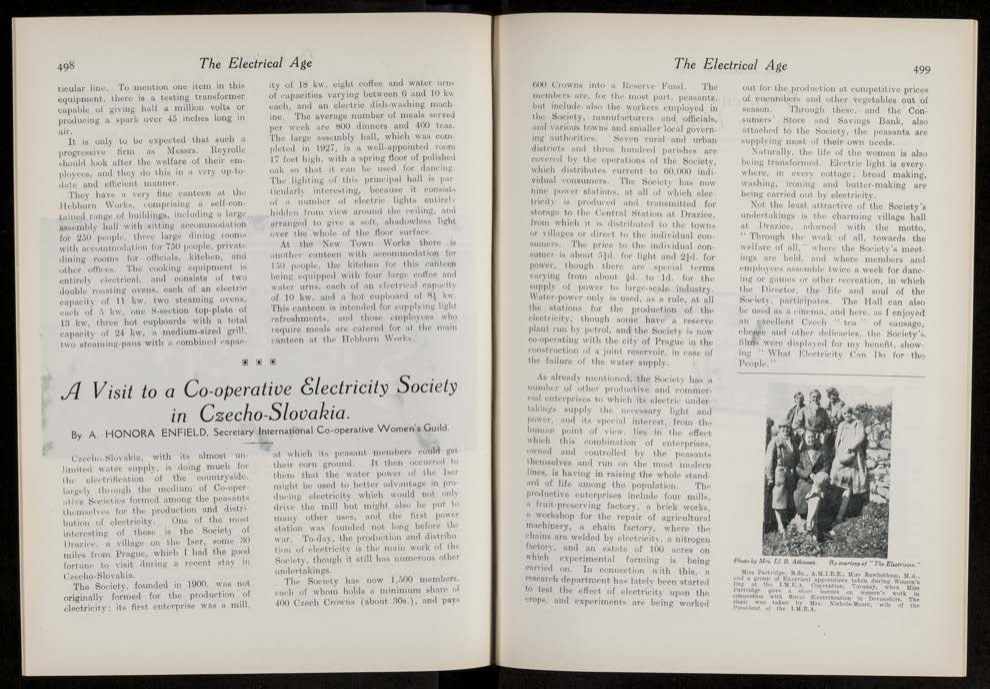 498
The Electrical Age
ticular line. To mention one item in this
equipment, there is a testing transformer
capable of giving half a million volts or
producing a spark over 45 inches long in
air.
It is only to be expected that such a
progressive firm as Messrs. Reyrolle
should look after the welfare of their em-
ployees, and they do this in a very up-to-
date and efficient manner.
They have a very fine canteen at the
Hebburn Works, comprising a self-con-
tained range of buildings, including a large
assembly hall with sitting accommodation
for 250 people, three large dining rooms
with accommodation for 750 people, private
dining rooms for officials, kitchen, and
other offices. The cooking equipment is
entirely electrical, and consists of two
double roasting ovens, each of an electric
capacity of 11 kw, two steaming ovens,
each of 5 kw, one 8-section top-plate of
13 kw, three hot cupboards with a total
capacity of 24 kw, a medium-sized grill,
two steaming-pans with a combined capac-
ity of 18 kw, eight coffee and water urns
of capacities varying between 6 and 10 kw
each, and an electric dish-washing mach-
ine. The average number of meals served
per week are 800 dinners and 400 teas.
The large assembly hall, which was com-
pleted in 1927, is a well-appointed room
17 feet high, with a spring floor of polished
oak so that it can be used for dancing.
The lighting of this principal hall is par-
ticularly interesting, because it consists
of a number of electric lights entirely
hidden from view around the ceiling, and
arranged to give a soft, shadowless light
over the whole of the floor surface.
At the New Town Works there is
another canteen with accommodation for
150 people, the kitchen for this canteen
being equipped with four large coffee and
water urns, each of an electrical capacity
of 10 kw, and a hot cupboard of 8½ kw.
This canteen is intended for supplying light
refreshments, and those employees who
require meals are catered for at the main
canteen at the Hebburn Works.
A Visit to a Co-operative Electricity Society
in Czecho-Slovakia.
By A. HONORA ENFIELD, Secretary International Co-operative Women's Guild.
Czecho-Slovakia, with its almost un-
limited water supply, is doing much for
the electrification of the countryside,
largely through the medium of Co-oper-
ative Societies formed among the peasants
themselves for the production and distri-
bution of electricity. One of the most
interesting of these is the Society of
Drazice, a village on the Iser, some 30
miles from Prague, which I had the good
fortune to visit during a recent stay in
Czecho-Slovakia.
The Society, founded in 1900, was not
originally formed for the production of
electricity; its first enterprise was a mill,
at which its peasant members could get
their corn ground. It then occurred to
them that the water power of the Iser
might be used to better advantage in pro-
ducing electricity which would not only
drive the mill but might also be put to
many other uses, and the first power
station was founded not long before the
war. To-day, the production and distribu-
tion of electricity is the main work of the
Society, though it still has numerous other
undertakings.
The Society has now 1,500 members,
each of whom holds a minimum share of
400 Czech Crowns (about 30s.), and pays
The Electrical Age
499
600 Crowns into a Reserve Fund. The
members are, for the most part, peasants,
but include also the workers employed in
the Society, manufacturers and officials,
and various towns and smaller local govern-
ing authorities. Seven rural and urban
districts and three hundred parishes are
covered by the operations of the Society,
which distributes current to 60,000 indi-
vidual consumers. The Society has now
nine power stations, at all of which elec-
tricity is produced and transmitted for
storage to the Central Station at Drazice,
from which it is distributed to the towns
or villages or direct to the individual con-
sumers. The price to the individual con-
sumer is about for light and for
power, though there are special terms
varying from about to 1d. for the
supply of power to large-scale industry.
Water-power only is used, as a rule, at all
the stations for the production of the
electricity, though some have a reserve
plant run by petrol, and the Society is now
co-operating with the city of Prague in the
construction of a joint reservoir, in case of
the failure of the water supply.
As already mentioned, the Society has a
number of other productive and commer-
cial enterprises to which its electric under-
takings supply the necessary light and
power, and its special interest, from the
human point of view, lies in the effect
which this combination of enterprises,
owned and controlled by the peasants
themselves and run on the most modern
lines, is having in raising the whole stand-
ard of life among the population. The
productive enterprises include four mills,
a fruit-preserving factory, a brick works,
a workshop for the repair of agricultural
machinery, a chain factory, where the
chains are welded by electricity, a nitrogen
factory, and an estate of 100 acres on
which experimental farming is being
carried on. In connection with this, a
research department has lately been started
to test the effect of electricity upon the
crops, and experiments are being worked
out for the production at competitive prices
of cucumbers and other vegetables out of
season. Through these, and the Con-
sumers' Store and Savings Bank, also
attached to the Society, the peasants are
supplying most of their own needs.
Naturally, the life of the women is also
being transformed. Electric light is every-
where, in every cottage; bread making,
washing, ironing and butter-making are
being carried out by electricity.
Not the least attractive of the Society's
undertakings is the charming village hall
at Drazice, adorned with the motto,
"Through the work of all, towards the
welfare of all," where the Society's meet-
ings are held, and where members and
employees assemble twice a week for danc-
ing or games or other recreation, in which
the Director, the life and soul of the
Society, participates. The Hall can also
be used as a cinema, and here, as I enjoyed
an excellent Czech "tea" of sausage,
cheese and other delicacies, the Society's
films were displayed for my benefit, show-
ing "What Electricity Can Do for the
People."
Photo by Mrs. Ll. B. Atkinson. By courtesy of "The Electrician."
Miss Partridge, B.Sc., A.M.I.E.E., Miss Rowbotham, M.A.,
and a group of Electrical apprentices taken during Women's
Day at the I.M.E.A. Convention, Torquay, when Miss
Partridge gave a short lecture on women's work in
connection with Rural Electrification in Devonshire. The
chair was taken by Mrs. Nichols-Moore, wife of the
President of the I.M.E.A.